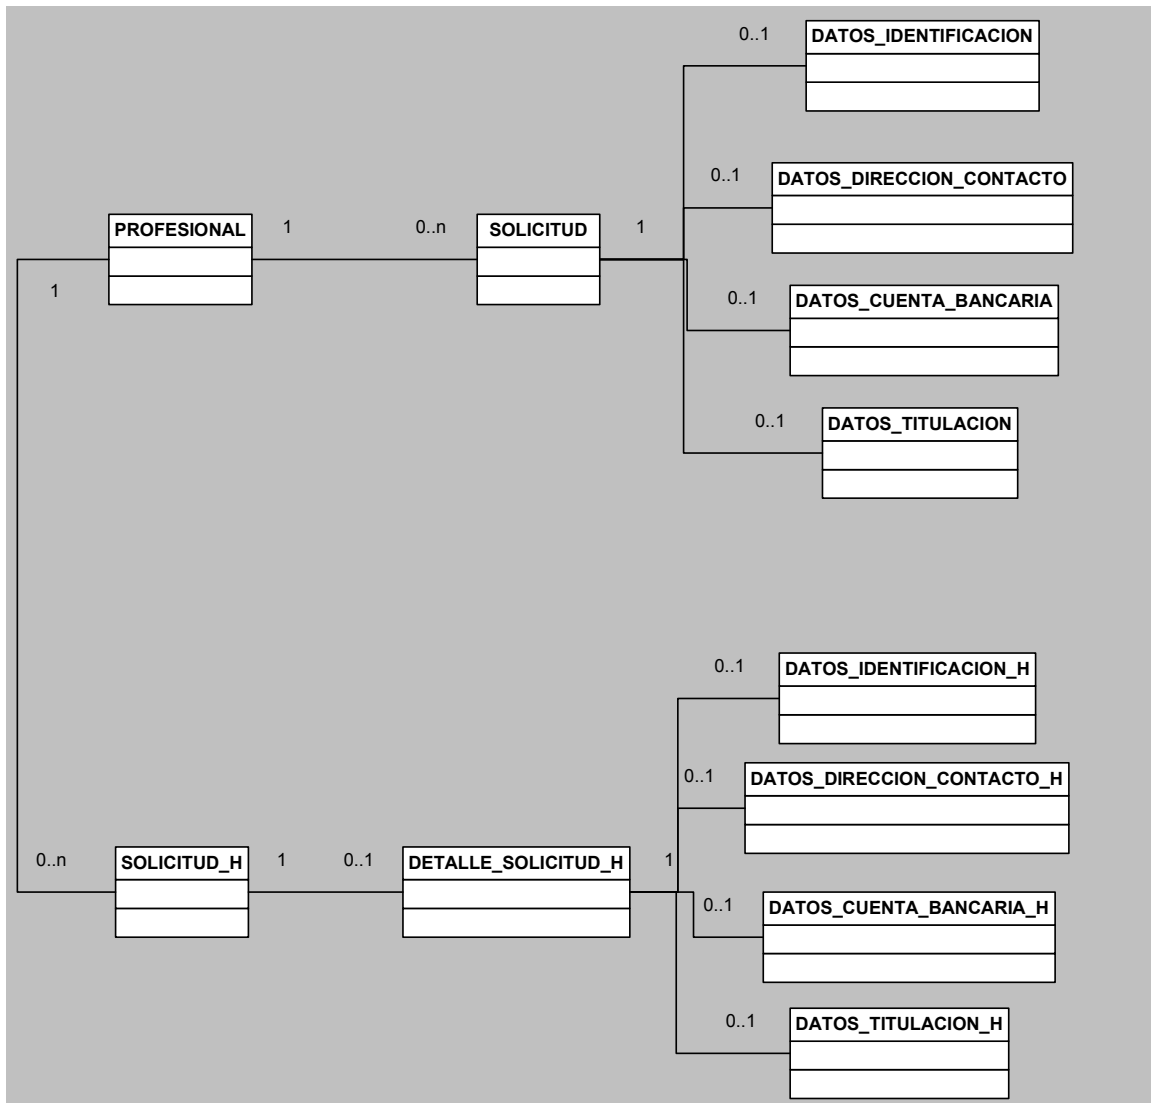 0..1
DATOS_IDENTIFICACION
0..1
DATOS_DIRECCION_CONTACTO
PROFESIONAL
1
0..n
SOLICITUD
1
1
0..1
DATOS_CUENTA_BANCARIA
0..1
DATOS_TITULACION
0..1
DATOS_IDENTIFICACION_H
0..1
DATOS_DIRECCION_CONTACTO_H
0..n
SOLICITUD_H
1
0..1
DETALLE_SOLICITUD_H
1
0..1
DATOS_CUENTA_BANCARIA_H
0..1
DATOS_TITULACION_H